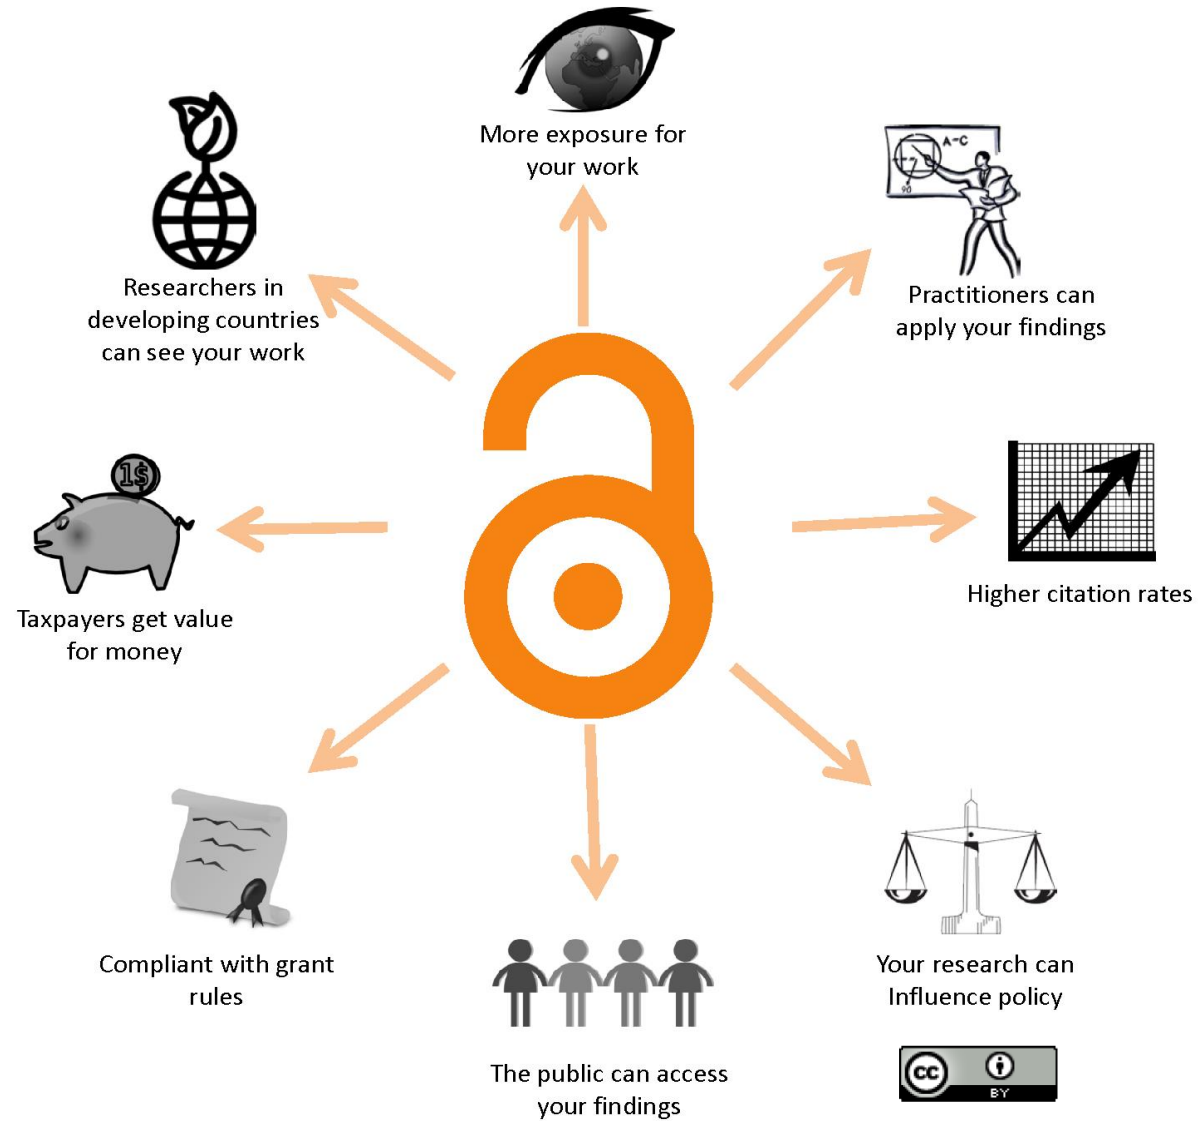 More exposure for
your work
A-C
90
Practitioners can
apply your findings
Researchers in
developing countries
can see your work
1$
Higher citation rates
Taxpayers get value
for money
Compliant with grant
rules
Your research can
Influence policy
The public can access
your findings
cc
BY